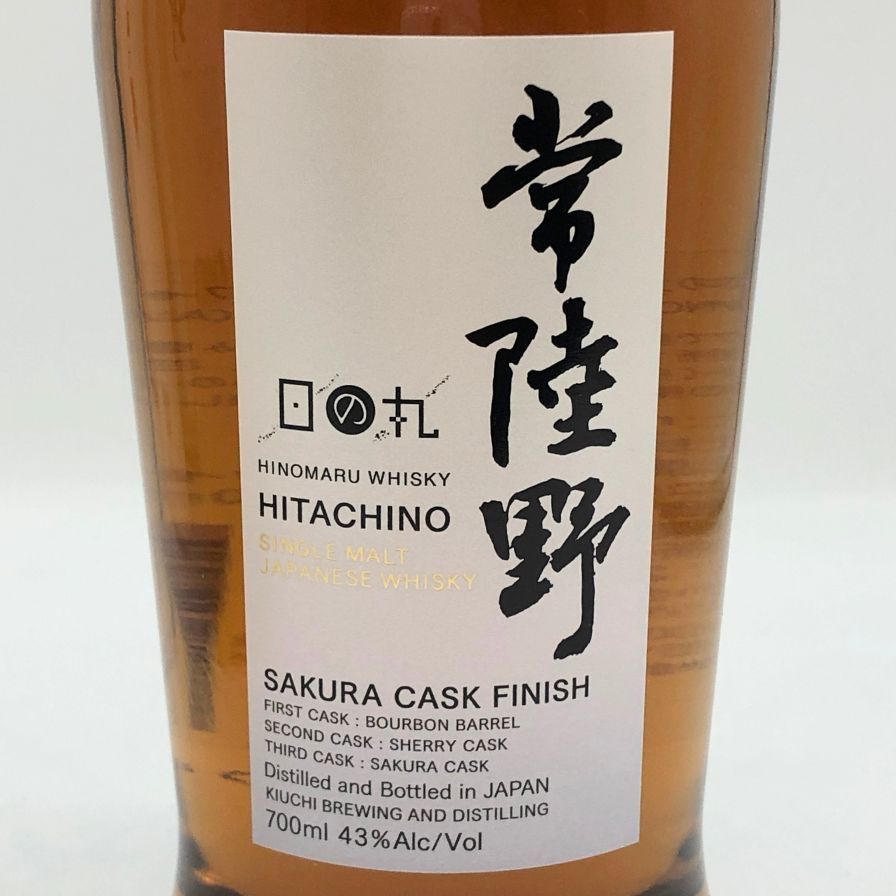 常陸野
日の丸
HINOMARU WHISKY
HITACHINO
SINGLE MALT
JAPANESE WHISKY
SAKURA CASK FINISH
FIRST CASK : BOURBON BARREL
SECOND CASK : SHERRY CASK
THIRD CASK : SAKURA CASK
Distilled and Bottled in JAPAN
KIUCHI BREWING AND DISTILLING
700ml 43%Alc/Vol